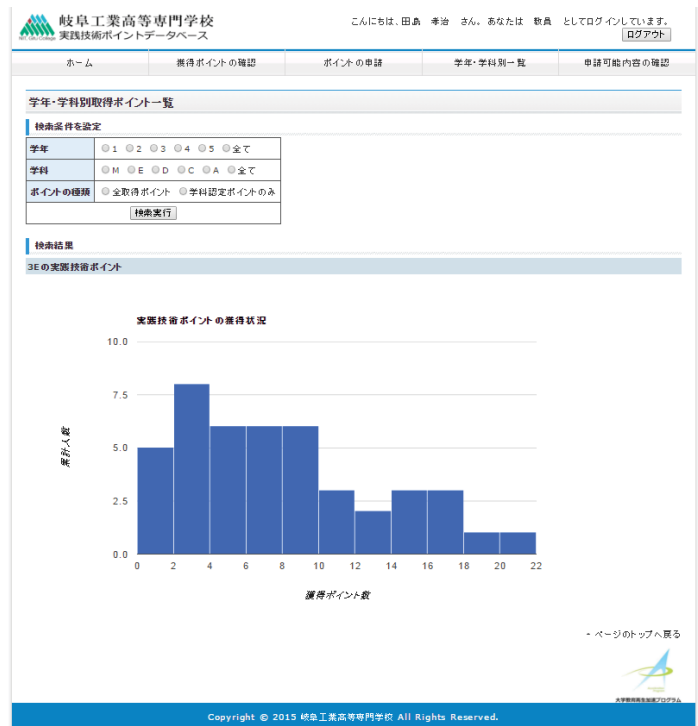 岐阜工業高等専門学校
実践技術ポイントデータベース
こんにちは、田島 孝治 さん。あなたは 教員 としてログインしています。
ログアウト
ホーム 獲得ポイントの確認 ポイントの申請 学年・学科別一覧 申請可能内容の確認
学年・学科別取得ポイント一覧
検索条件を設定
学年 1 2 3 4 5 全て
学科 M E D C A 全て
ポイントの種類 全取得ポイント 学科認定ポイントのみ
検索実行
検索結果
3Eの実践技術ポイント
実践技術ポイントの獲得状況
10.0
7.5
累計人数
5.0
2.5
0.0
0 2 4 6 8 10 12 14 16 18 20 22
獲得ポイント数
- ページのトップへ戻る
大学教育再生加速プログラム
Copyright © 2015 岐阜工業高等専門学校 All Rights Reserved.